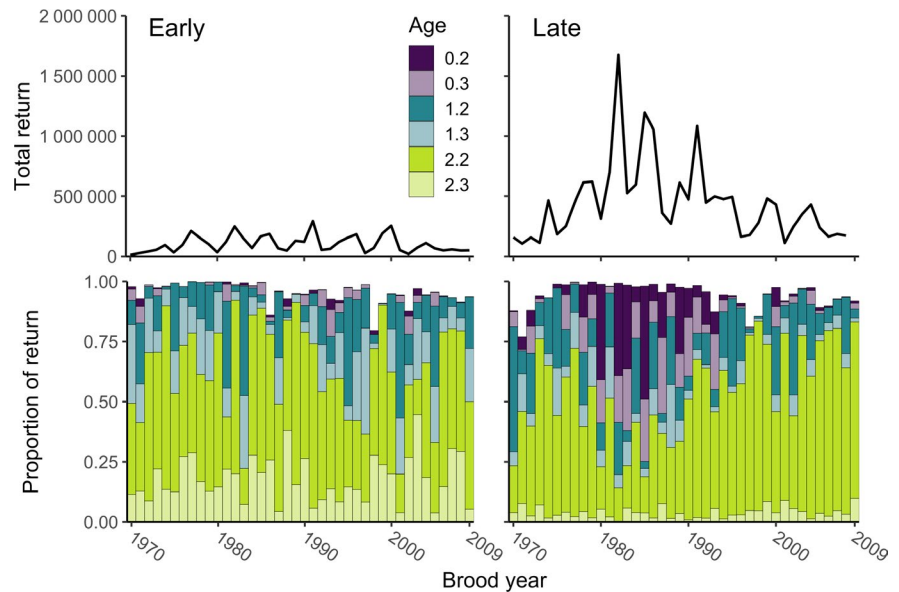 Early
Late
Total return
2 000 000
1 500 000
1 000 000
500 000
0
Age
0.2
0.3
1.2
1.3
2.2
2.3
Proportion of return
1.00
0.75
0.50
0.25
0.00
1970
1980
1990
2000
2009
1970
1980
1990
2000
2009
Brood year